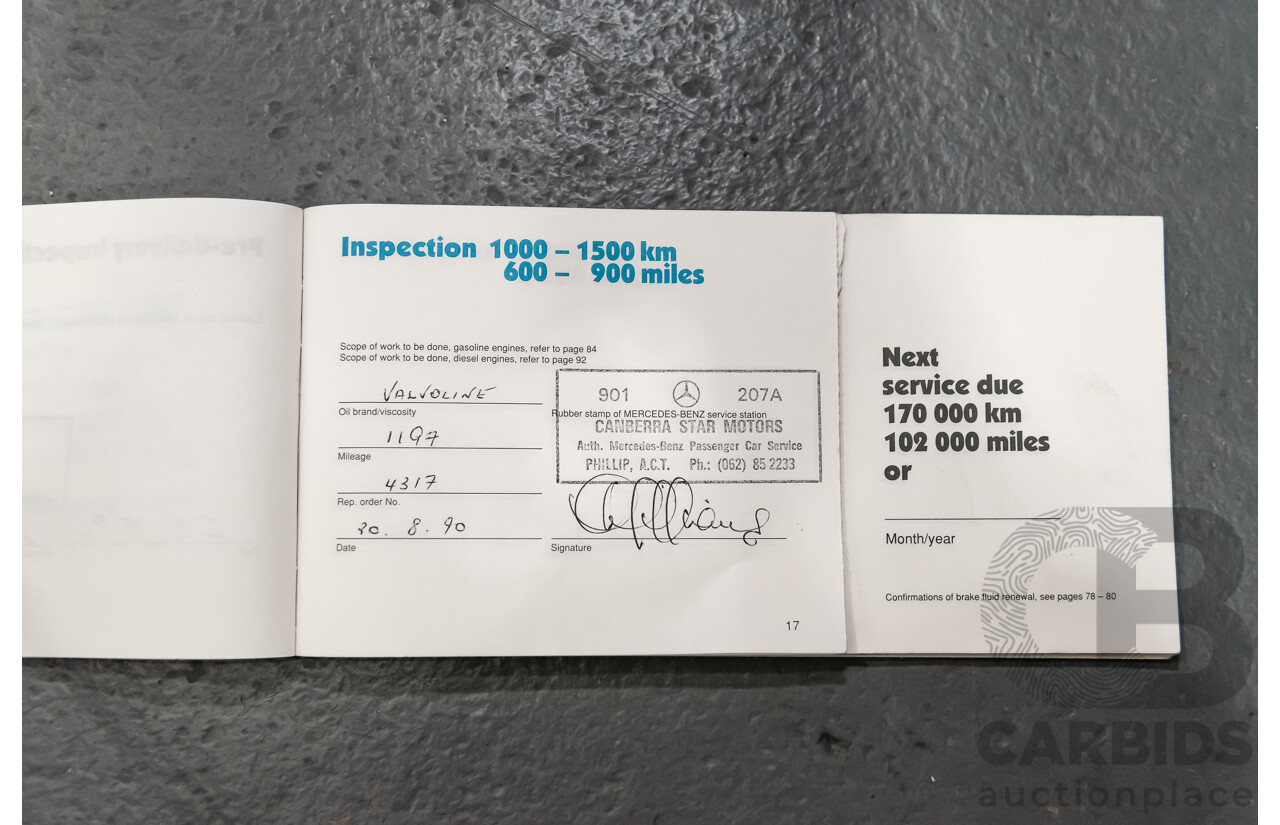 Inspection 1000 – 1500 km
600 – 900 miles
Scope of work to be done, gasoline engines, refer to page 84
Scope of work to be done, diesel engines, refer to page 92
VALVOLINE
Oil brand/viscosity
1197
Mileage
4317
Rep. order No.
20. 8. 90
Date
901 207A
Rubber stamp of MERCEDES-BENZ service station
CANBERRA STAR MOTORS
Auth. Mercedes-Benz Passenger Car Service
PHILLIP, A.C.T. Ph.: (062) 85 2233
Signature
17
Next
service due
170 000 km
102 000 miles
or
Month/year
Confirmations of brake fluid renewal, see pages 78 – 80
CB
CARBIDS
auctionplace